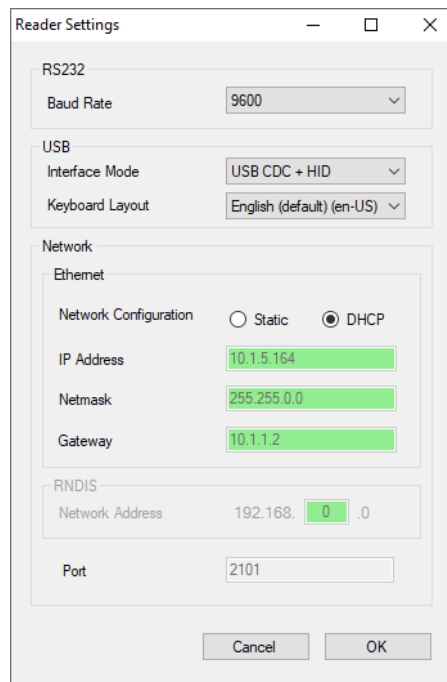 Reader Settings
RS232
Baud Rate 9600
USB
Interface Mode USB CDC + HID
Keyboard Layout English (default) (en-US)
Network
Ethernet
Network Configuration Static DHCP
IP Address 10.1.5.164
Netmask 255.255.0.0
Gateway 10.1.1.2
RNDIS
Network Address 192.168. 0 .0
Port 2101
Cancel OK